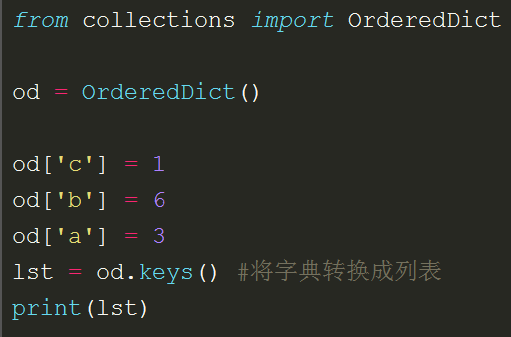 from collections import OrderedDict
od = OrderedDict()
od['c'] = 1
od['b'] = 6
od['a'] = 3
lst = od.keys() #将字典转换成列表
print(lst)